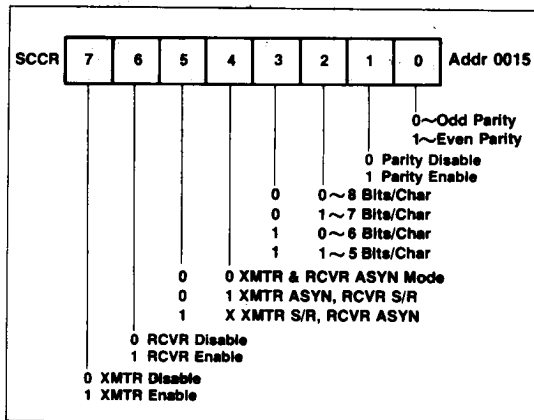 SCCR 7 6 5 4 3 2 1 0 Addr 0015
0~Odd Parity
1~Even Parity
0 Parity Disable
1 Parity Enable
0 0~8 Bits/Char
0 1~7 Bits/Char
1 0~6 Bits/Char
1 1~5 Bits/Char
0 0 XMTR & RCVR ASYN Mode
0 1 XMTR ASYN, RCVR S/R
1 X XMTR S/R, RCVR ASYN
0 RCVR Disable
1 RCVR Enable
0 XMTR Disable
1 XMTR Enable